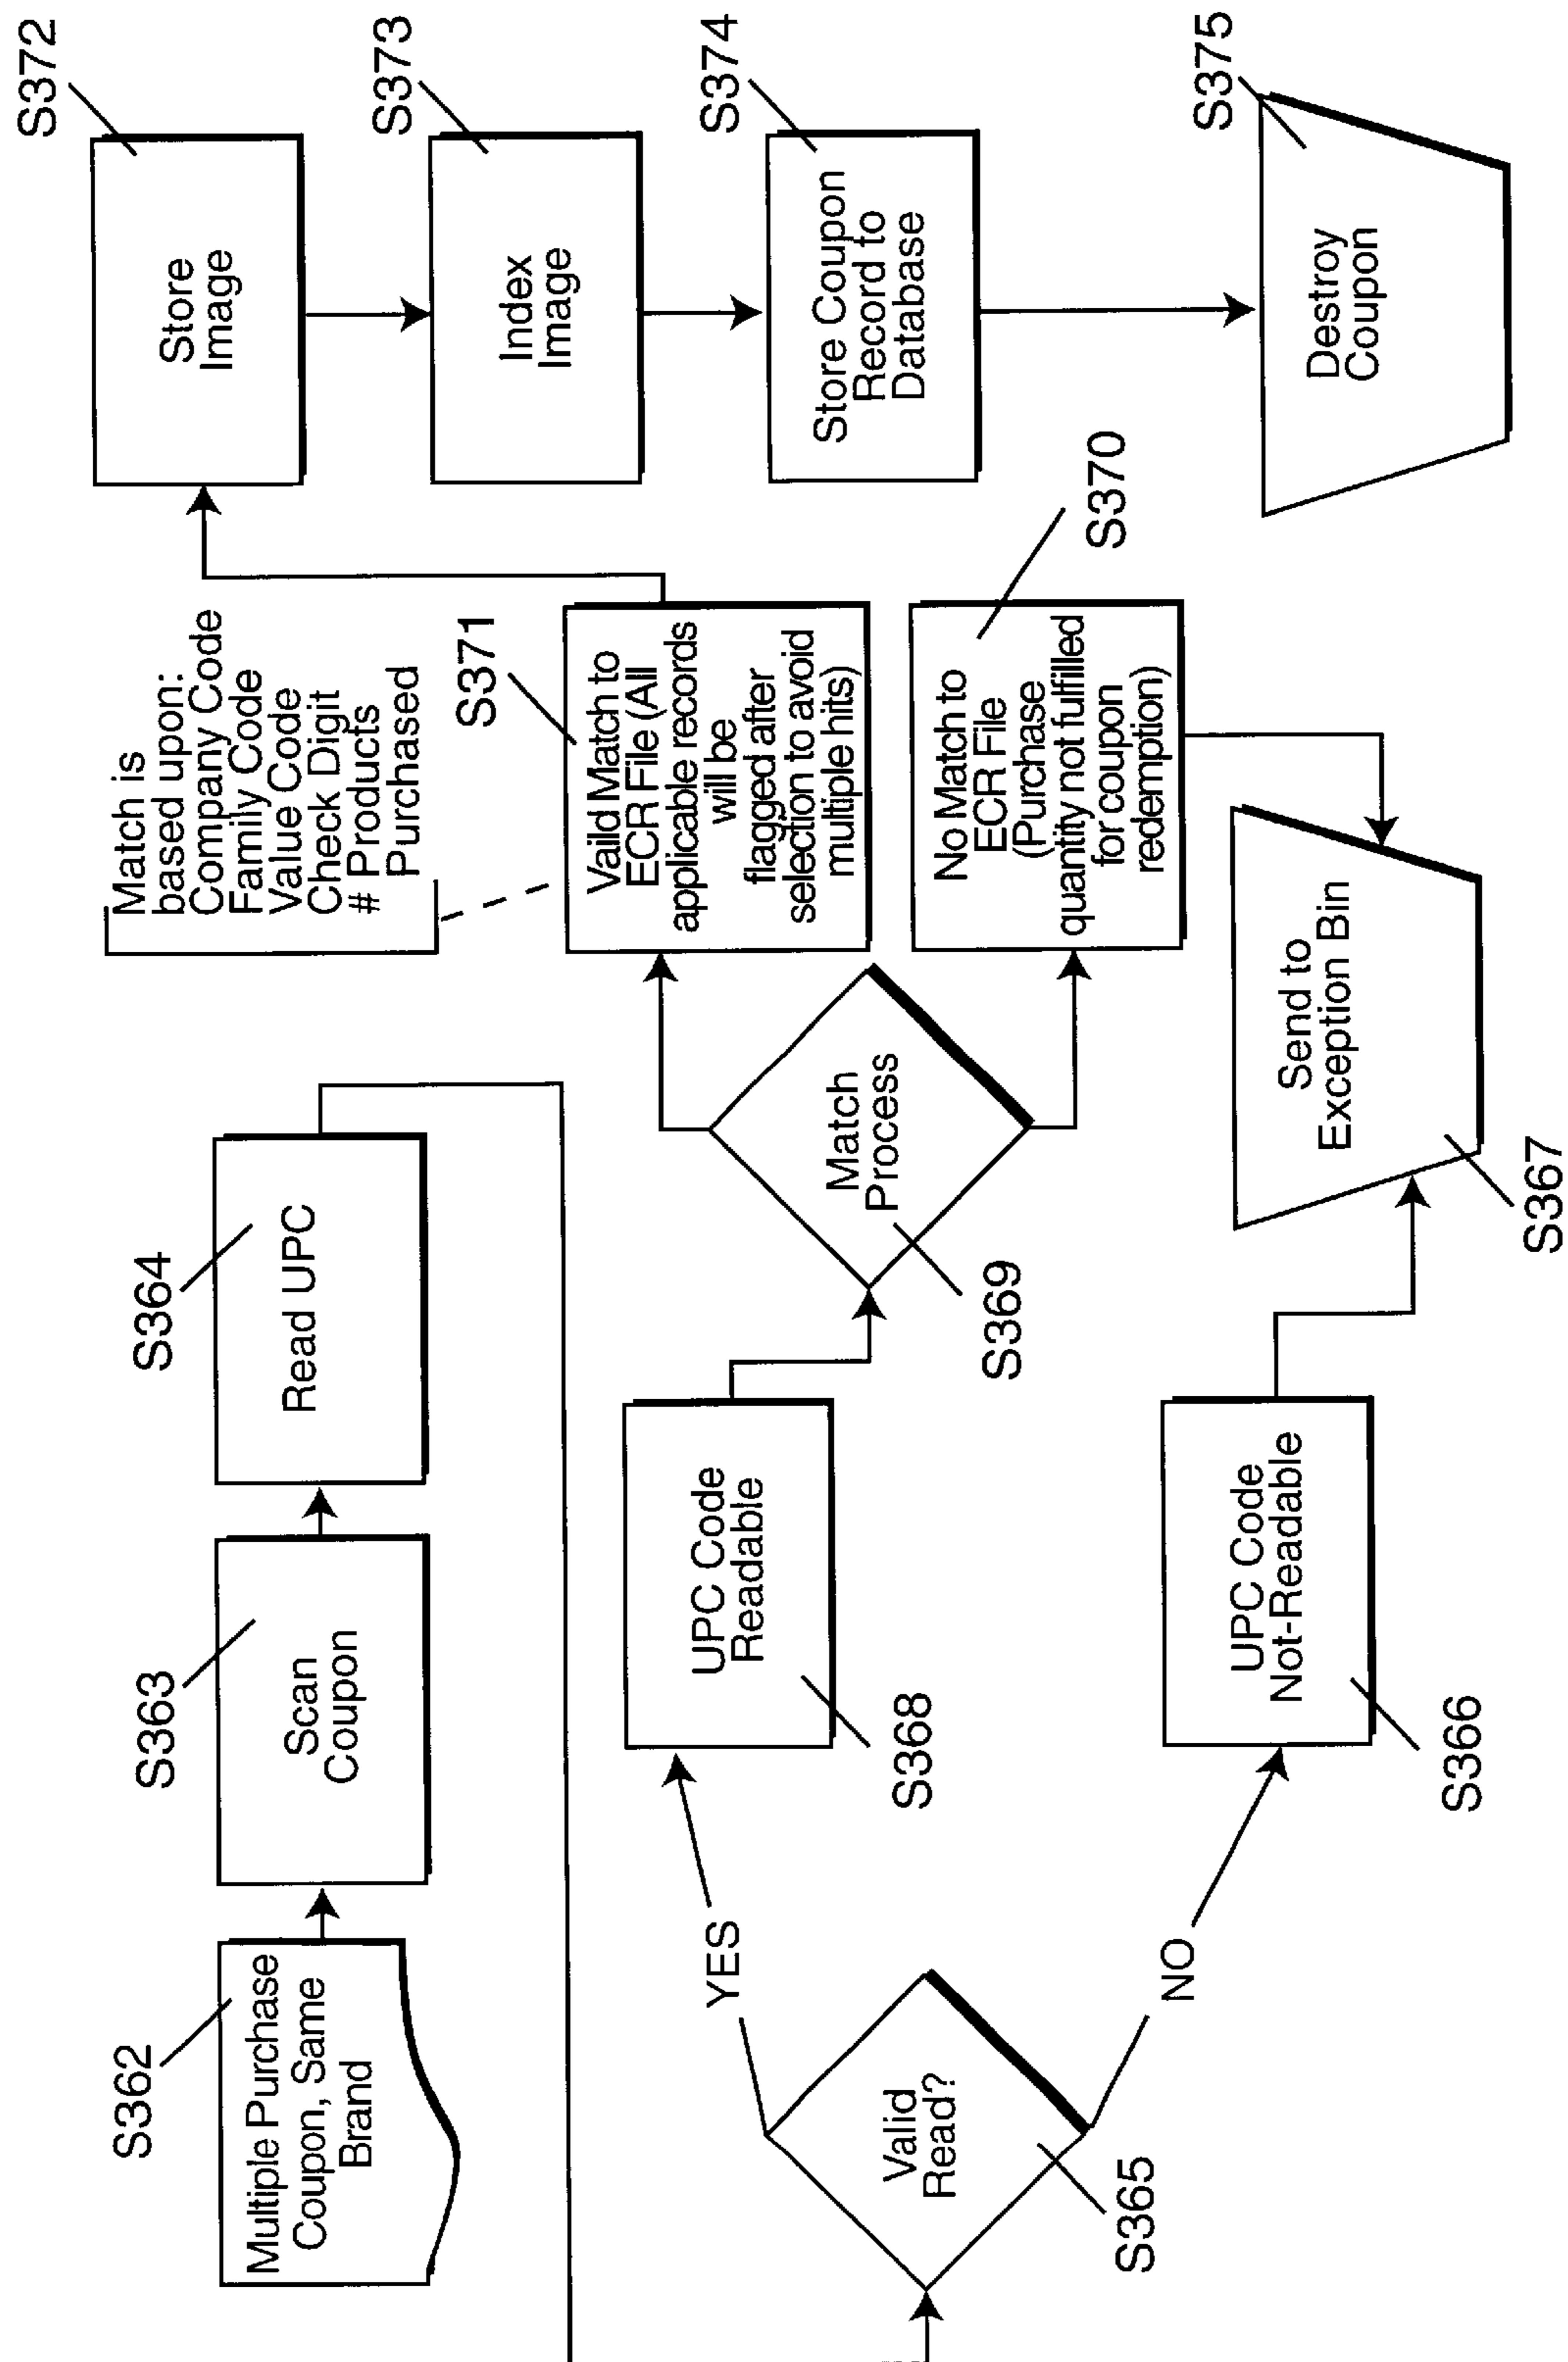 S362
Multiple Purchase
Coupon, Same
Brand
S363
Scan
Coupon
S364
Read UPC
S365
Valid
Read?
YES
NO
S368
UPC Code
Readable
S366
UPC Code
Not-Readable
S369
Match
Process
S367
Send to
Exception Bin
Match is
based upon:
Company Code
Family Code
Value Code
Check Digit
# Products
Purchased
S371
Valid Match to
ECR File (All
applicable records
will be
flagged after
selection to avoid
multiple hits)
S370
No Match to
ECR File
(Purchase
quantity not fulfilled
for coupon
redemption)
S372
Store
Image
S373
Index
Image
S374
Store Coupon
Record to
Database
S375
Destroy
Coupon